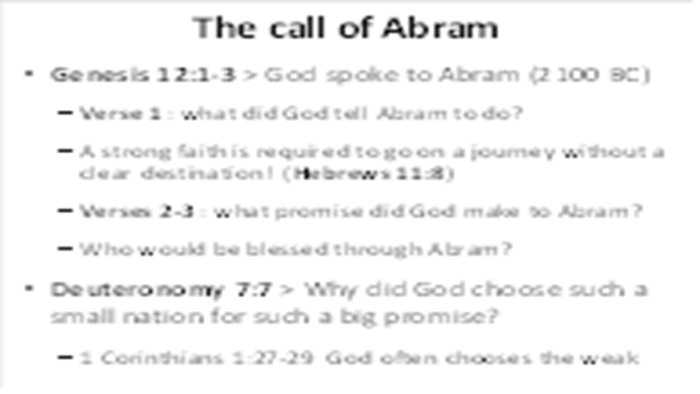 The call of Abram
• Genesis 12:1-3 > God spoke to Abram (2100 BC)
– Verse 1 : what did God tell Abram to do?
– A strong faith is required to go on a journey without a
clear destination! (Hebrews 11:8)
– Verses 2-3 : what promise did God make to Abram?
– Who would be blessed through Abram?
• Deuteronomy 7:7 > Why did God choose such a
small nation for such a big promise?
– 1 Corinthians 1:27-29 God often chooses the weak